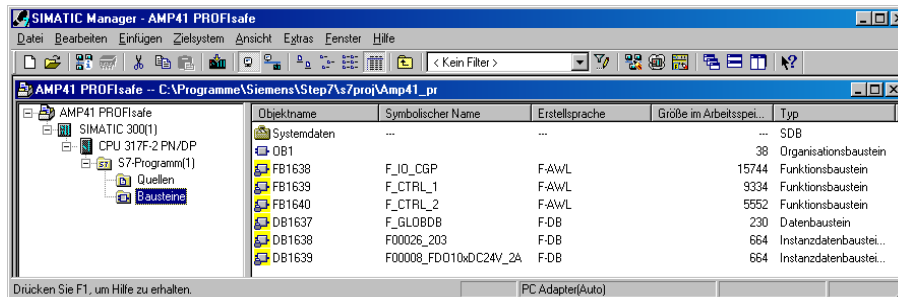 SIMATIC Manager - AMP41 PROFIsafe
Datei Bearbeiten Einfügen Zielsystem Ansicht Extras Fenster Hilfe
< Kein Filter >
AMP41 PROFIsafe -- C:\Programme\Siemens\Step7\s7proj\Amp41_pr
AMP41 PROFIsafe
SIMATIC 300(1)
CPU 317F-2 PN/DP
S7-Programm(1)
Quellen
Bausteine
Objektname Symbolischer Name Erstellsprache Größe im Arbeitsspei... Typ
Systemdaten --- --- --- SDB
OB1 38 Organisationsbaustein
FB1638 F_IO_CGP F-AWL 15744 Funktionsbaustein
FB1639 F_CTRL_1 F-AWL 9334 Funktionsbaustein
FB1640 F_CTRL_2 F-AWL 5552 Funktionsbaustein
DB1637 F_GLOBDB F-DB 230 Datenbaustein
DB1638 F00026_203 F-DB 664 Instanzdatenbaustei...
DB1639 F00008_FDO10xDC24V_2A F-DB 664 Instanzdatenbaustei...
Drücken Sie F1, um Hilfe zu erhalten. PC Adapter(Auto)